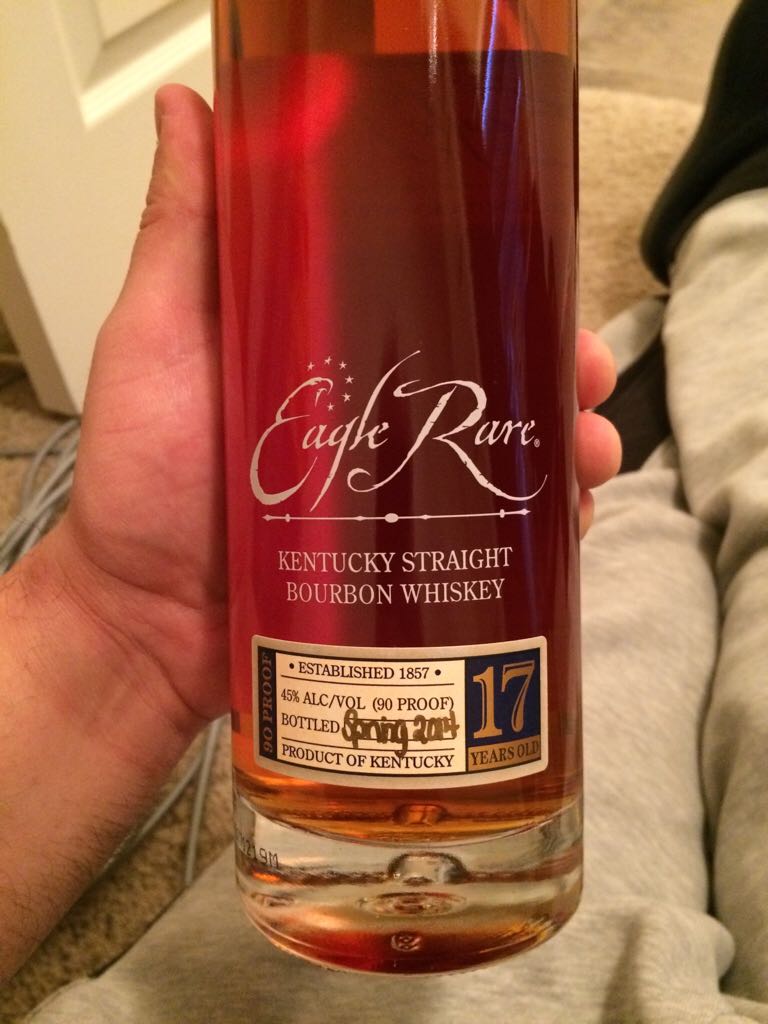 Eagle Rare®
KENTUCKY STRAIGHT
BOURBON WHISKEY
90 PROOF
• ESTABLISHED 1857 •
45% ALC/VOL (90 PROOF)
BOTTLED Spring 2014
PRODUCT OF KENTUCKY
17
YEARS OLD